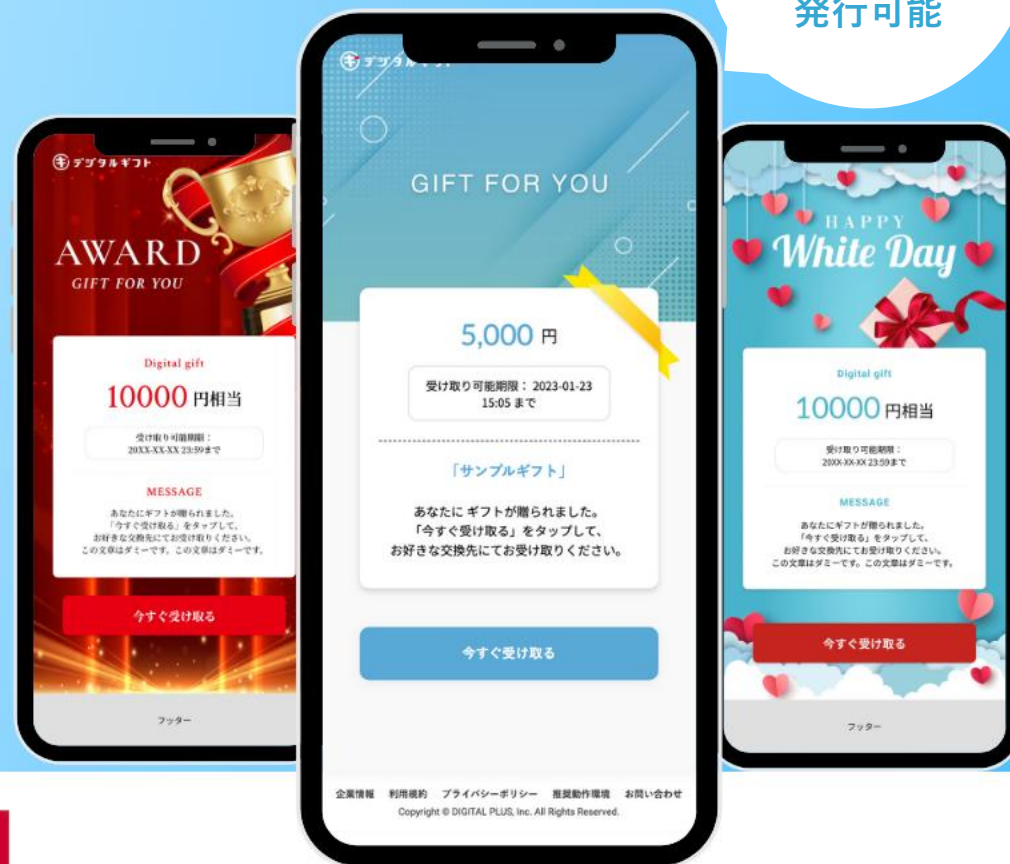 発行可能
デジタルギフト
AWARD
GIFT FOR YOU
Digital gift
10000 円相当
受け取り可能期限：
20XX-XX-XX 23:59まで
MESSAGE
あなたにギフトが贈られました。
「今すぐ受け取る」をタップして、
お好きな交換先にてお受け取りください。
この文章はダミーです。この文章はダミーです。
今すぐ受け取る
フッター
デジタルギフト
GIFT FOR YOU
5,000 円
受け取り可能期限： 2023-01-23
15:05 まで
「サンプルギフト」
あなたに ギフトが贈られました。
「今すぐ受け取る」をタップして、
お好きな交換先にてお受け取りください。
今すぐ受け取る
企業情報 利用規約 プライバシーポリシー 推奨動作環境 お問い合わせ
Copyright © DIGITAL PLUS, Inc. All Rights Reserved.
HAPPY
White Day
Digital gift
10000 円相当
受け取り可能期限：
20XX-XX-XX 23:59まで
MESSAGE
あなたにギフトが贈られました。
「今すぐ受け取る」をタップして、
お好きな交換先にてお受け取りください。
この文章はダミーです。この文章はダミーです。
今すぐ受け取る
フッター